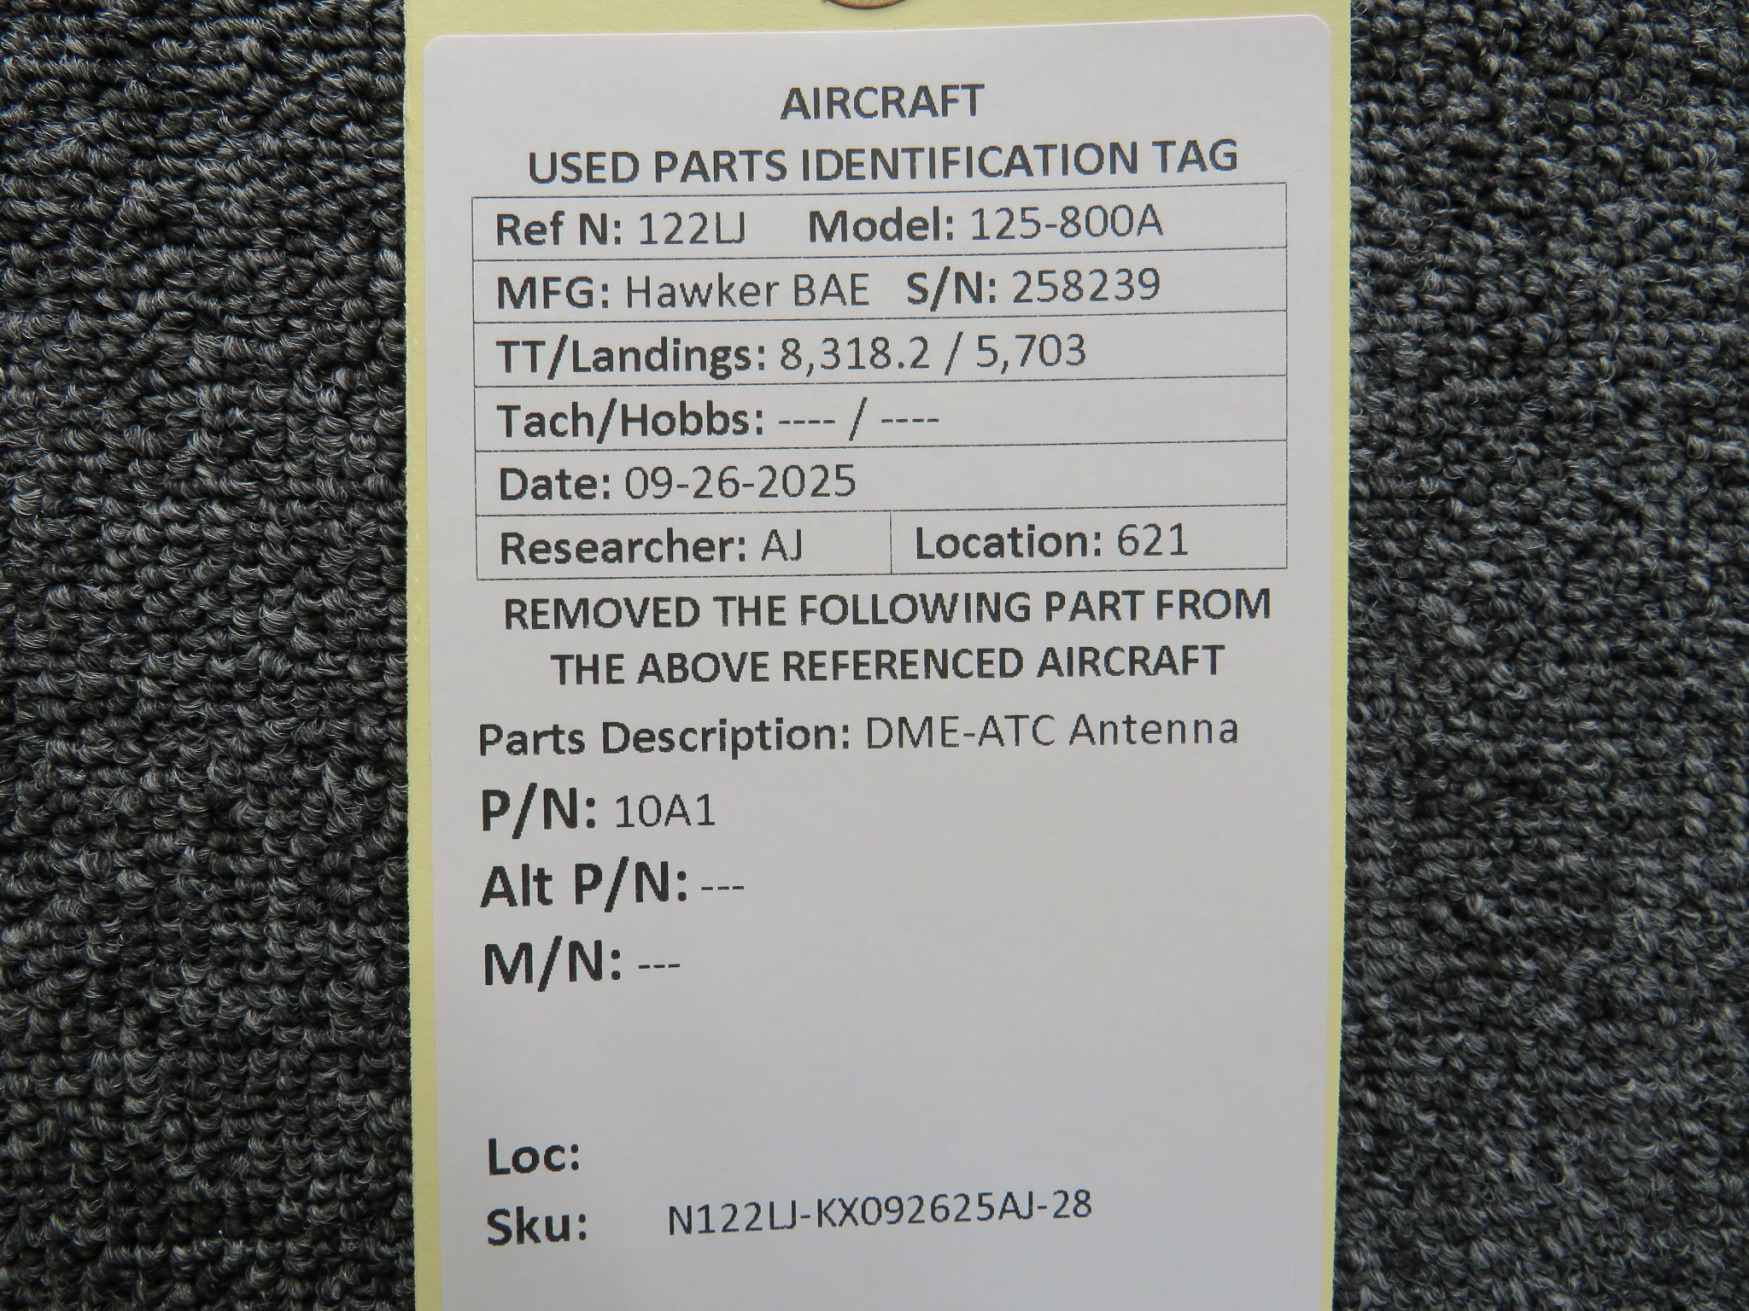 AIRCRAFT
USED PARTS IDENTIFICATION TAG
Ref N: 122LJ Model: 125-800A
MFG: Hawker BAE S/N: 258239
TT/Landings: 8,318.2 / 5,703
Tach/Hobbs: ---- / ----
Date: 09-26-2025
Researcher: AJ Location: 621
REMOVED THE FOLLOWING PART FROM
THE ABOVE REFERENCED AIRCRAFT
Parts Description: DME-ATC Antenna
P/N: 10A1
Alt P/N: ---
M/N: ---
Loc:
Sku: N122LJ-KX092625AJ-28